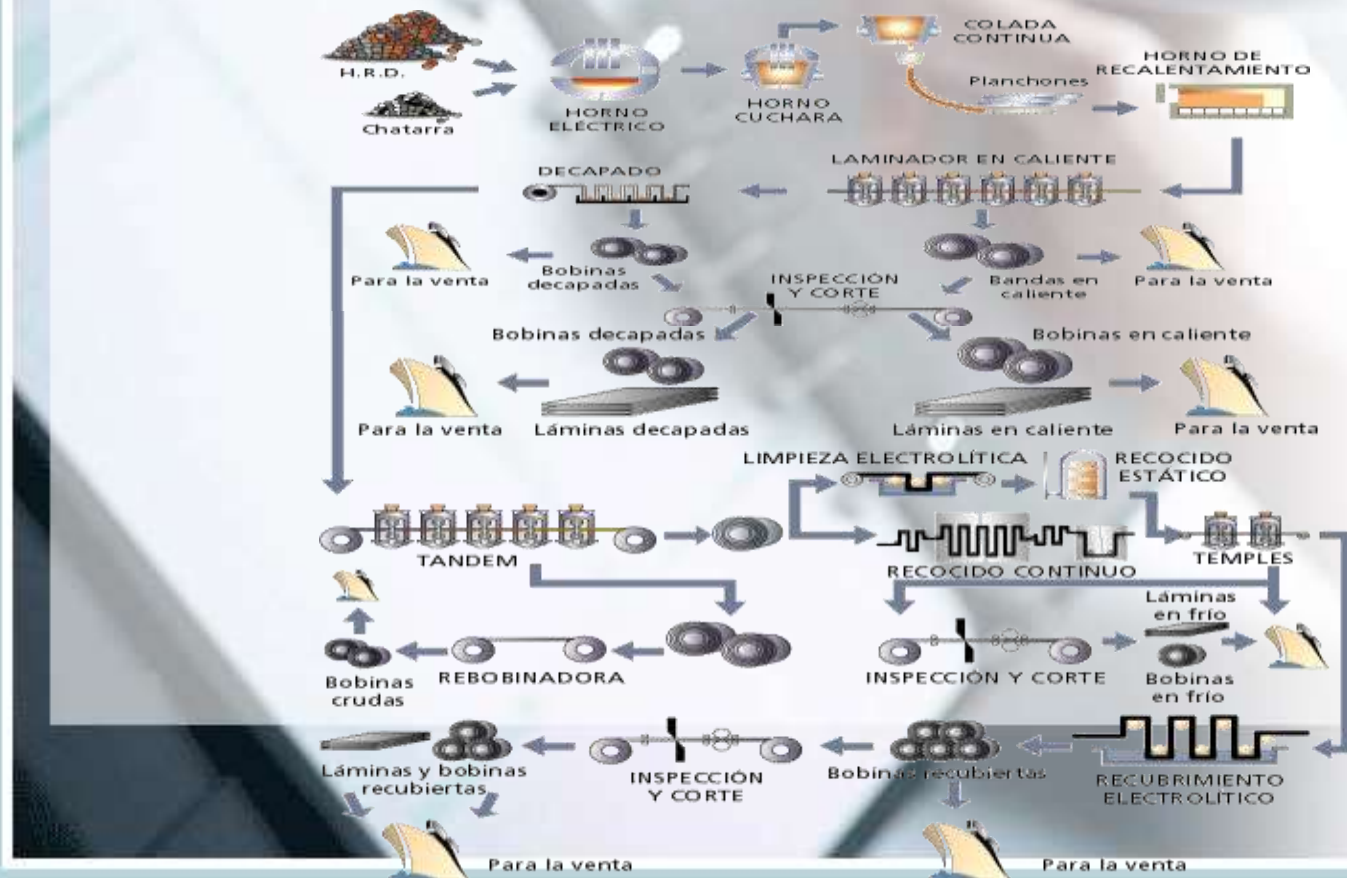 H.R.D.
Chatarra
HORNO
ELÉCTRICO
HORNO
CUCHARA
COLADA
CONTINUA
Planchones
HORNO DE
RECALENTAMIENTO
DECAPADO
LAMINADOR EN CALIENTE
Para la venta
Bobinas
decapadas
INSPECCIÓN
Y CORTE
Bandas en
caliente
Para la venta
Bobinas decapadas
Bobinas en caliente
Para la venta
Láminas decapadas
Láminas en caliente
Para la venta
LIMPIEZA ELECTROLÍTICA
RECOCIDO
ESTÁTICO
TANDEM
RECOCIDO CONTINUO
TEMPLES
Láminas
en frío
Bobinas
crudas
REBOBINADORA
INSPECCIÓN Y CORTE
Bobinas
en frío
Láminas y bobinas
recubiertas
INSPECCIÓN
Y CORTE
Bobinas recubiertas
RECUBRIMIENTO
ELECTROLÍTICO
Para la venta
Para la venta